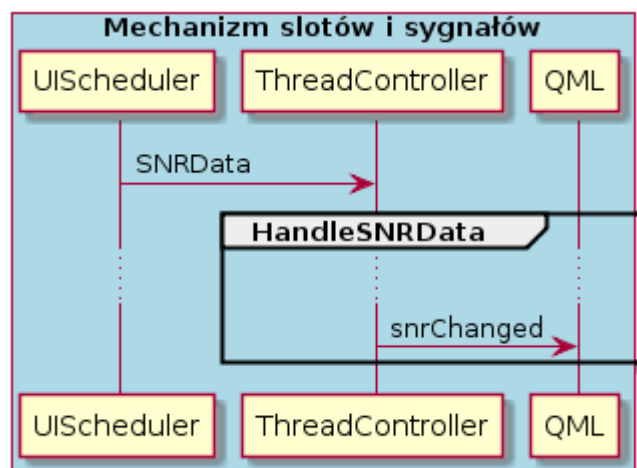 Mechanizm slotów i sygnałów
UIScheduler ThreadController QML
SNRData
HandleSNRData
snrChanged
UIScheduler ThreadController QML